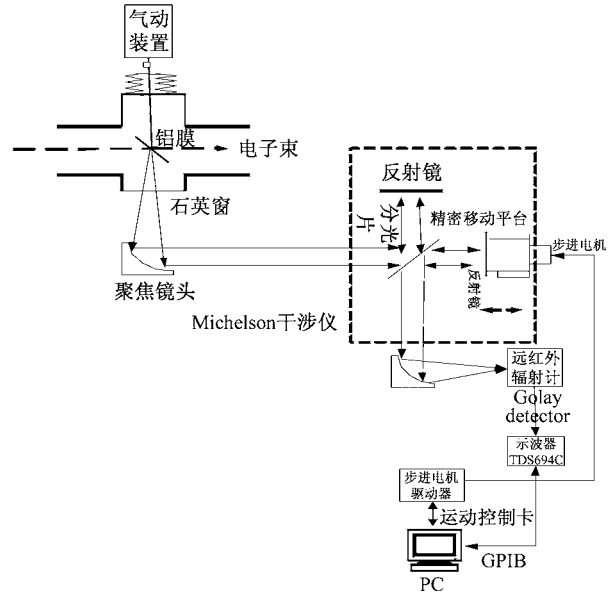 气动
装置
铝膜
电子束
石英窗
聚焦镜头
反射镜
分光片
精密移动平台
步进电机
反射镜
Michelson干涉仪
远红外
辐射计
Golay
detector
示波器
TDS694C
步进电机
驱动器
运动控制卡
GPIB
PC